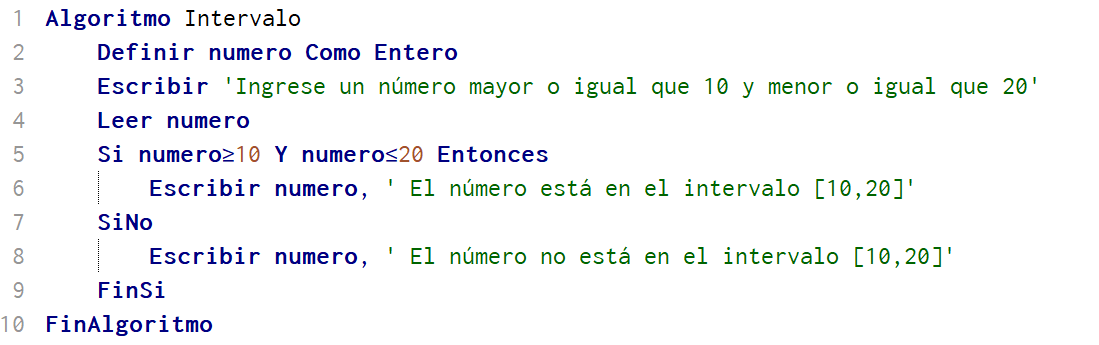 1 Algoritmo Intervalo
2 Definir numero Como Entero
3 Escribir 'Ingrese un número mayor o igual que 10 y menor o igual que 20'
4 Leer numero
5 Si numero≥10 Y numero≤20 Entonces
6 Escribir numero, ' El número está en el intervalo [10,20]'
7 SiNo
8 Escribir numero, ' El número no está en el intervalo [10,20]'
9 FinSi
10 FinAlgoritmo